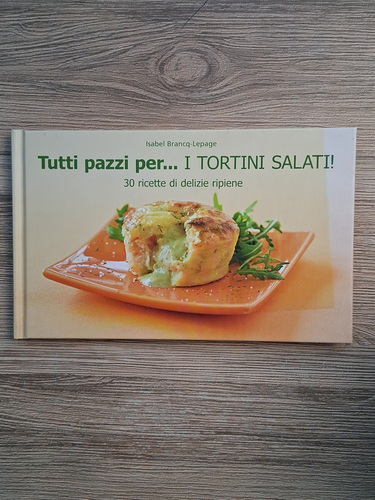 Isabel Brancq-Lepage
Tutti pazzi per... I TORTINI SALATI!
30 ricette di delizie ripiene